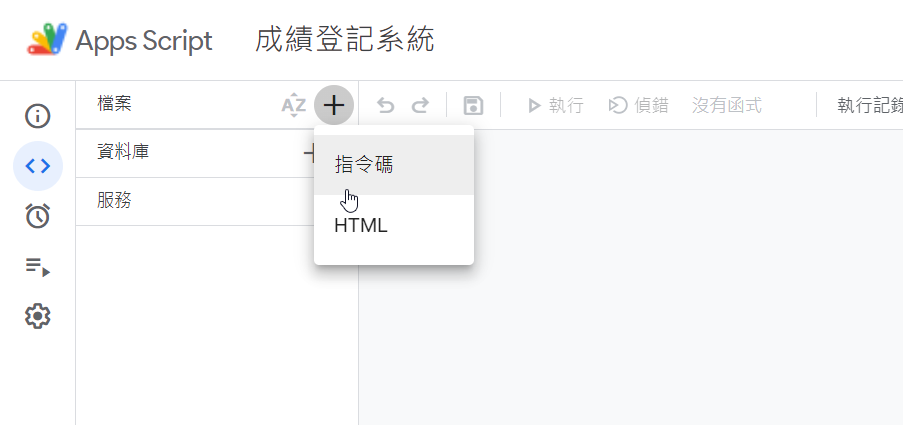 Apps Script 成績登記系統
檔案 AZ 執行 偵錯 沒有函式 執行記錄
資料庫
指令碼
服務
HTML